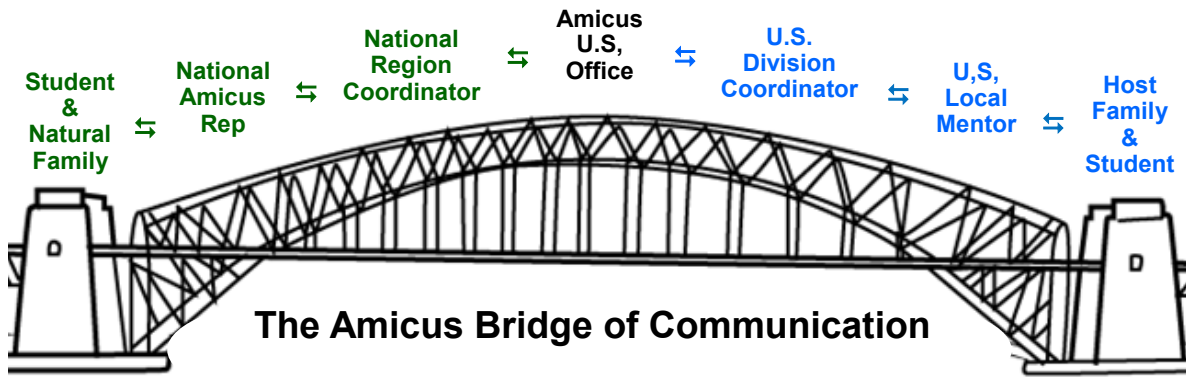 Student
&
Natural
Family
National
Amicus
Rep
National
Region
Coordinator
Amicus
U.S,
Office
U.S.
Division
Coordinator
U,S,
Local
Mentor
Host
Family
&
Student
The Amicus Bridge of Communication